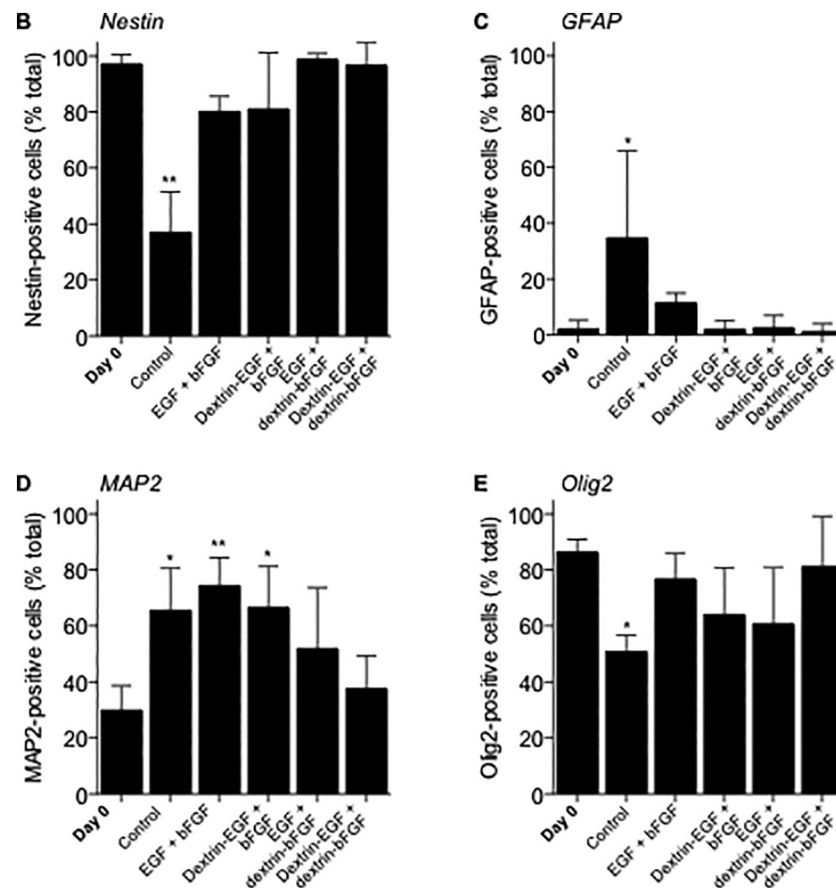 B Nestin
Nestin-positive cells (% total)
100
80
60
40
20
0
**
Day 0
Control
EGF + bFGF
Dextrin-EGF +
bFGF
EGF +
dextrin-bFGF
Dextrin-EGF +
dextrin-bFGF
C GFAP
GFAP-positive cells (% total)
100
80
60
40
20
0
*
Day 0
Control
EGF + bFGF
Dextrin-EGF +
bFGF
EGF +
dextrin-bFGF
Dextrin-EGF +
dextrin-bFGF
D MAP2
MAP2-positive cells (% total)
100
80
60
40
20
0
*
**
*
Day 0
Control
EGF + bFGF
Dextrin-EGF +
bFGF
EGF +
dextrin-bFGF
Dextrin-EGF +
dextrin-bFGF
E Olig2
Olig2-positive cells (% total)
100
80
60
40
20
0
*
Day 0
Control
EGF + bFGF
Dextrin-EGF +
bFGF
EGF +
dextrin-bFGF
Dextrin-EGF +
dextrin-bFGF